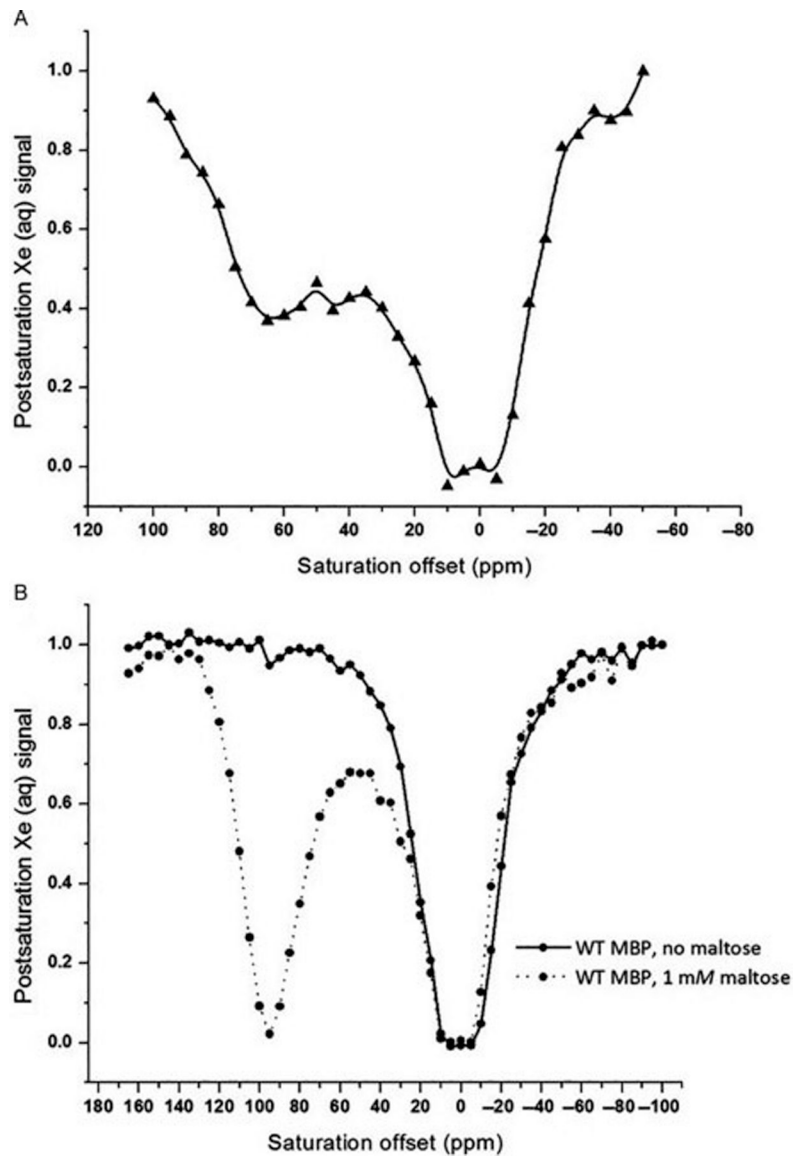 A
Postsaturation Xe (aq) signal
1.0
0.8
0.6
0.4
0.2
0.0
120 100 80 60 40 20 0 –20 –40 –60 –80
Saturation offset (ppm)
B
Postsaturation Xe (aq) signal
1.0
0.8
0.6
0.4
0.2
0.0
WT MBP, no maltose
WT MBP, 1 mM maltose
180 160 140 120 100 80 60 40 20 0 –20 –40 –60 –80 –100
Saturation offset (ppm)